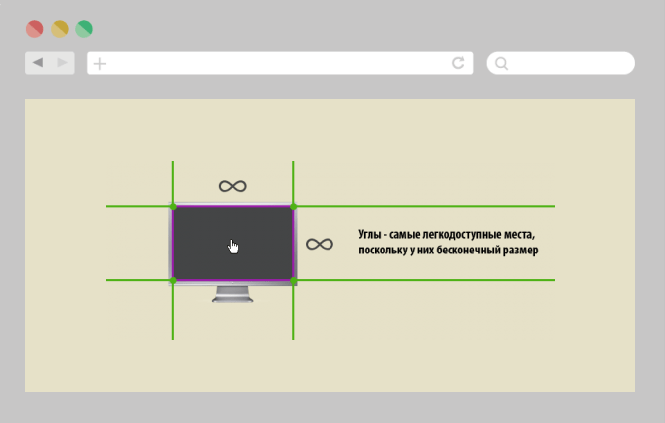 ∞
∞
Углы - самые легкодоступные места,
поскольку у них бесконечный размер